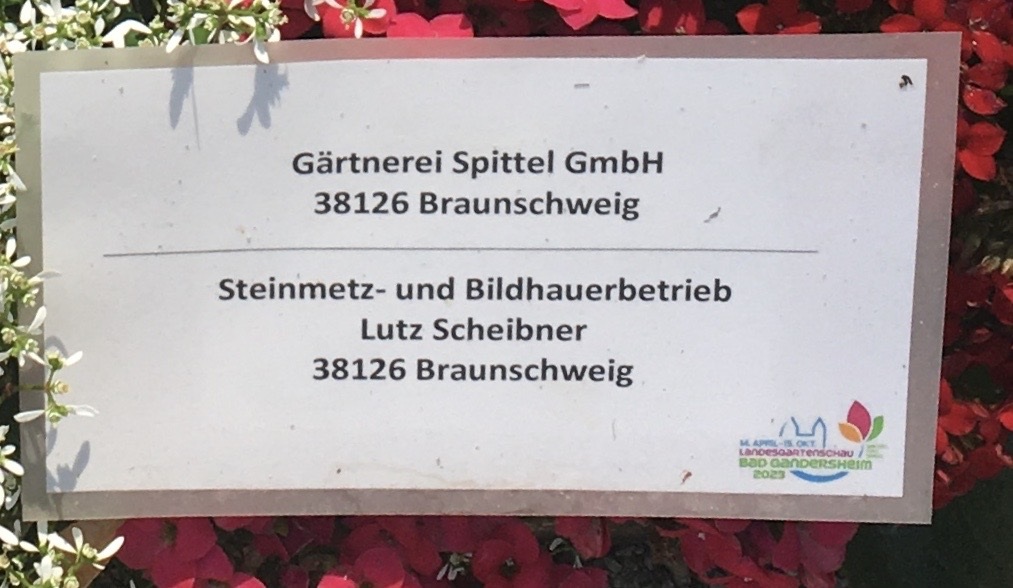 Gärtnerei Spittel GmbH
38126 Braunschweig
Steinmetz- und Bildhauerbetrieb
Lutz Scheibner
38126 Braunschweig
14. APRIL - 15. OKT.
LANDESGARTENSCHAU
BAD GANDERSHEIM
2023